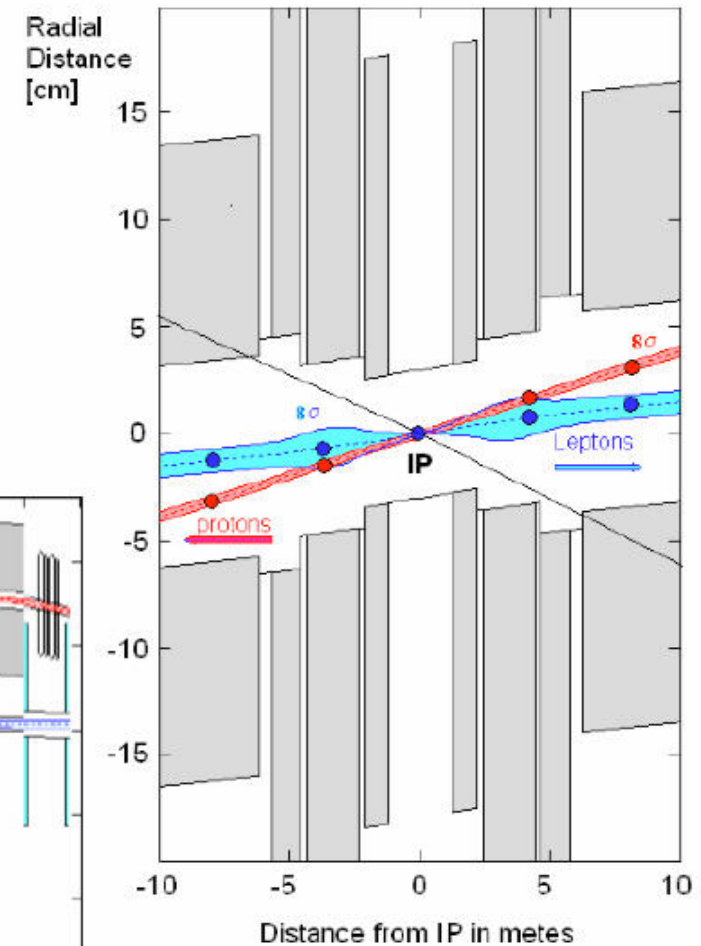 Radial
Distance
[cm]
15
10
5
0
-5
-10
-15
8σ
8σ
IP
Leptons
protons
-10 -5 0 5 10
Distance from IP in metes